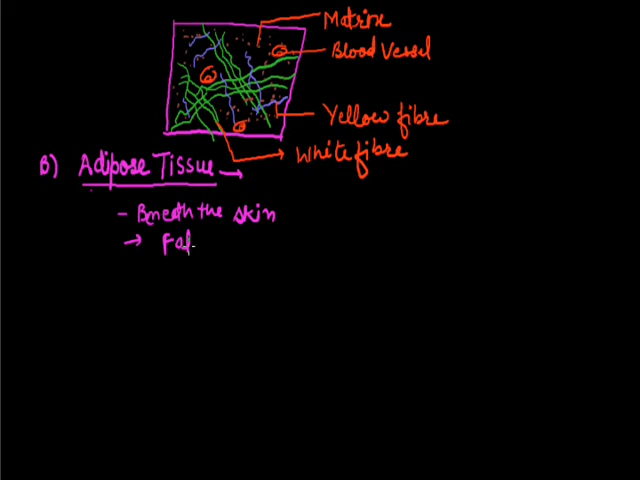 Matrix
Blood Vessel
Yellow fibre
White fibre
B) Adipose Tissue →
- Beneath the skin
→ Fat